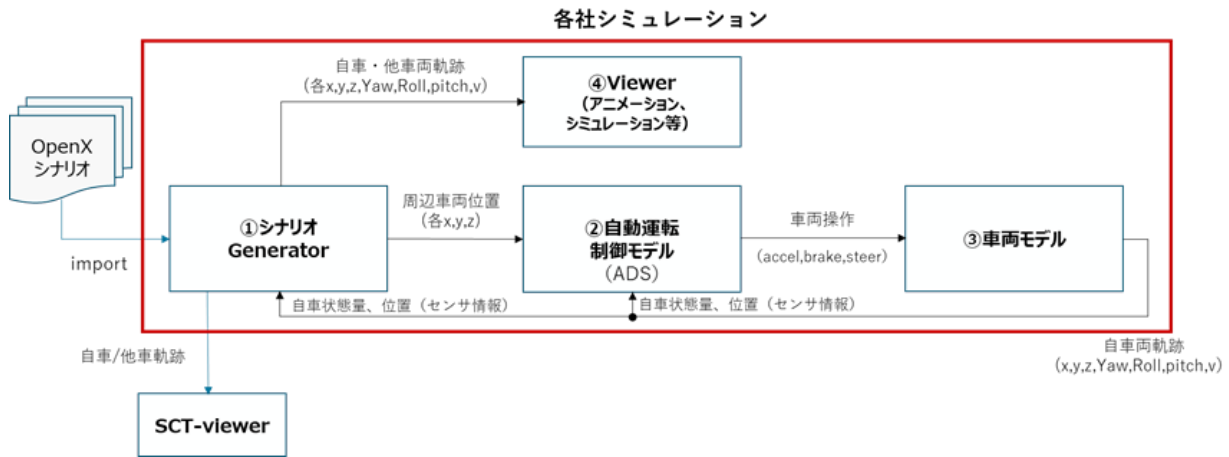 各社シミュレーション
自車・他車両軌跡
(各x,y,z,Yaw,Roll,pitch,v)
④Viewer
(アニメーション、
シミュレーション等)
OpenX
シナリオ
import
①シナリオ
Generator
周辺車両位置
(各x,y,z)
②自動運転
制御モデル
(ADS)
車両操作
(accel,brake,steer)
③車両モデル
自車状態量、位置（センサ情報）
自車状態量、位置（センサ情報）
自車両軌跡
(x,y,z,Yaw,Roll,pitch,v)
自車/他車軌跡
SCT-viewer